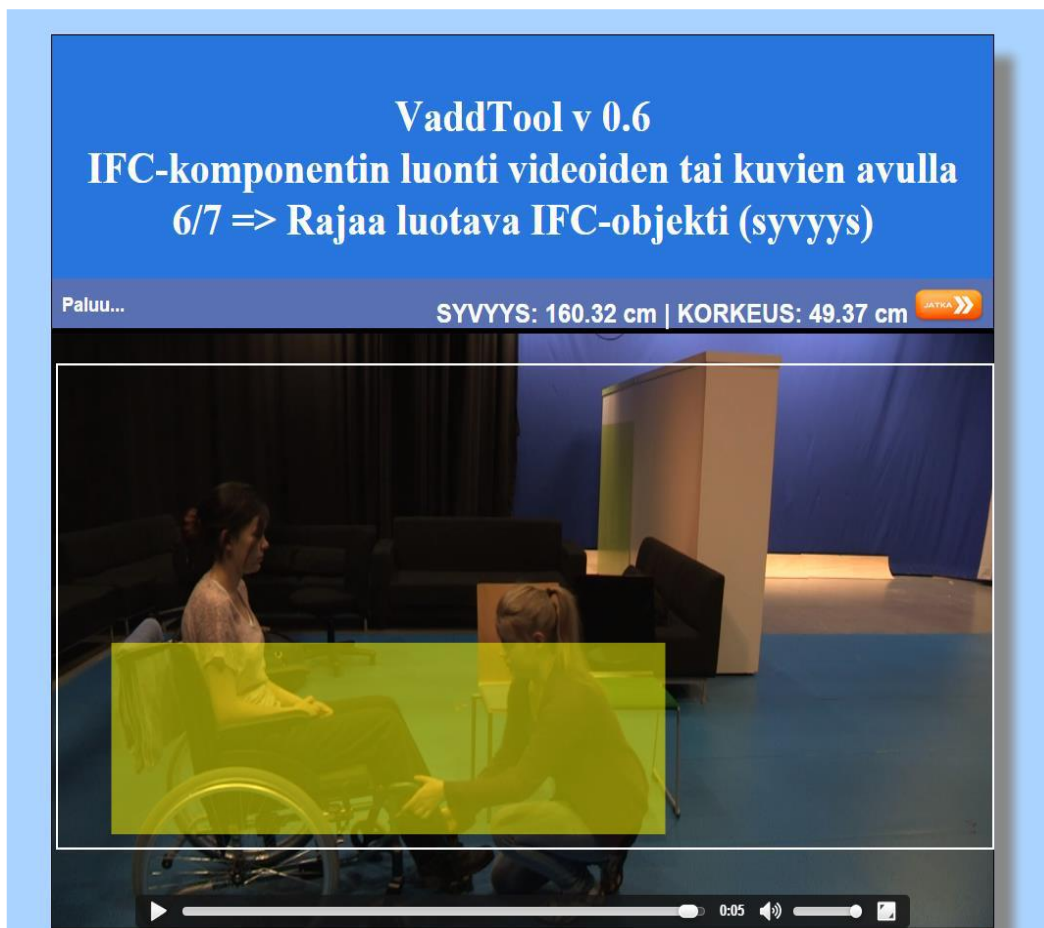 VaddTool v 0.6
IFC-komponentin luonti videoiden tai kuvien avulla
6/7 => Rajaa luotava IFC-objekti (syvyys)
Paluu...
SYVYYS: 160.32 cm | KORKEUS: 49.37 cm
JATKA
0:05